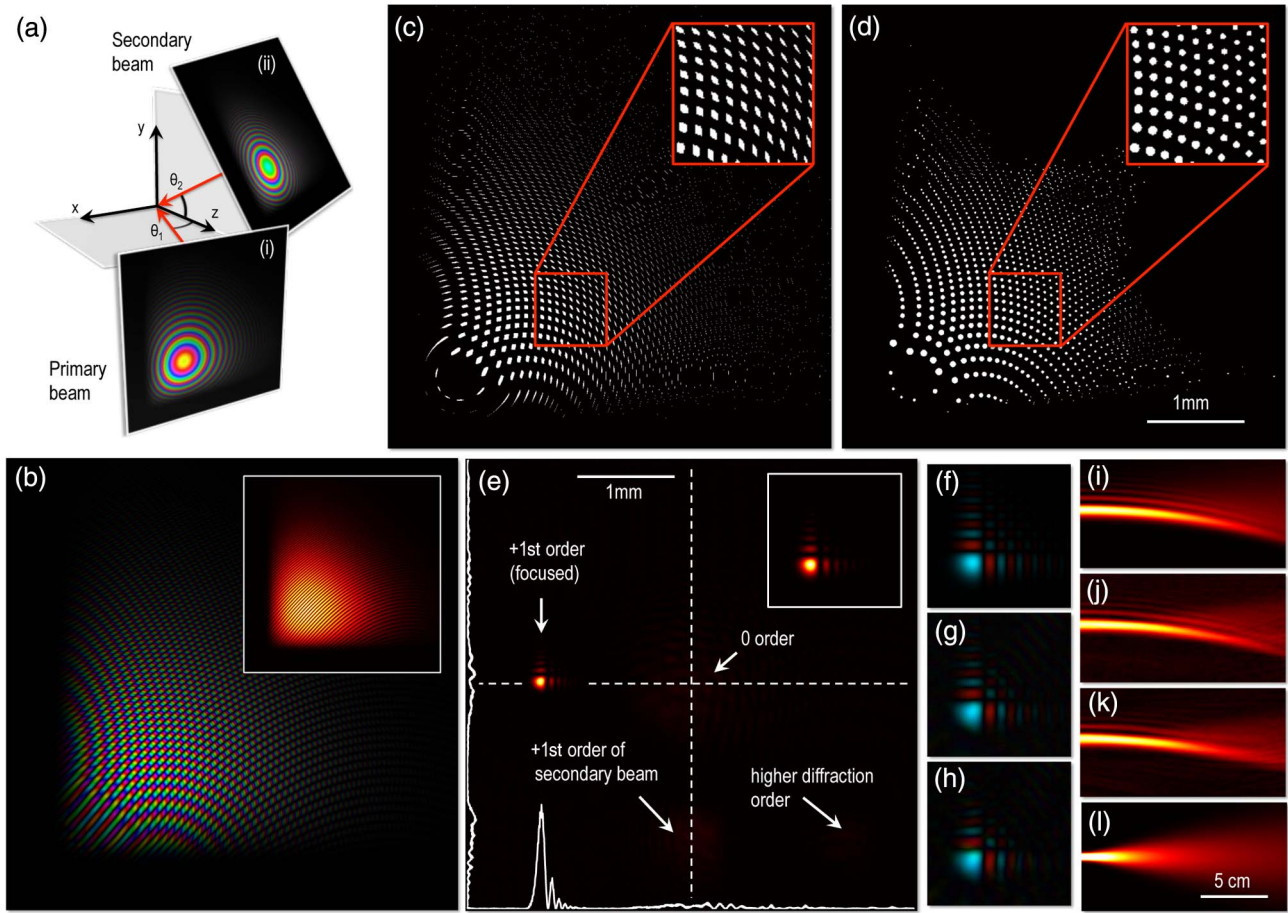 (a)
Secondary
beam
(ii)
y
θ2
x
z
θ1
(i)
Primary
beam
(c)
(d)
1mm
(b)
(e)
1mm
+1st order
(focused)
0 order
+1st order of
secondary beam
higher diffraction
order
(f)
(g)
(h)
(i)
(j)
(k)
(l)
5 cm